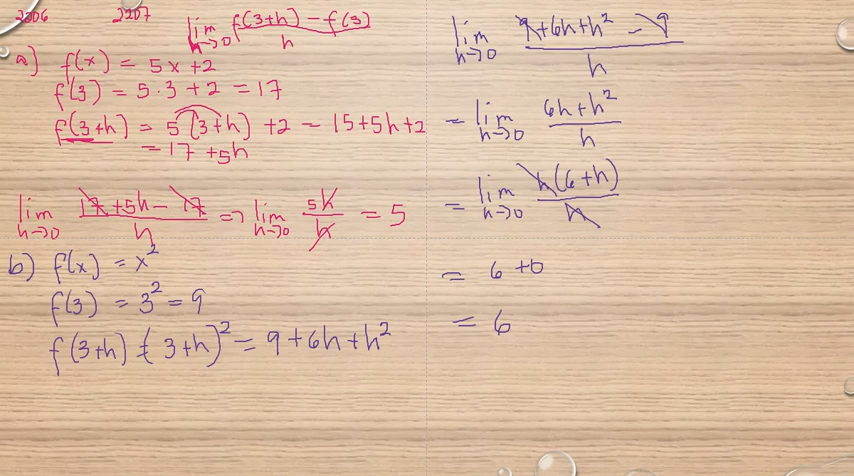 2306 2207
lim h→0 f(3+h) - f(3) / h
a) f(x) = 5x+2
f(3) = 5·3+2 = 17
f(3+h) = 5(3+h) +2 = 15+5h+2
= 17 +5h
lim h→0 17+5h-17 / h => lim h→0 5h / h = 5
b) f(x) = x²
f(3) = 3² = 9
f(3+h) = (3+h)² = 9+6h+h²
lim h→0 9+6h+h² - 9 / h
= lim h→0 6h+h² / h
= lim h→0 h(6+h) / h
= 6 +0
= 6